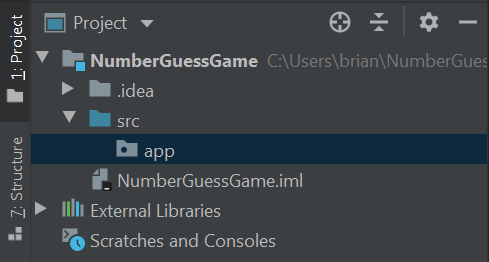 Project
1: Project
NumberGuessGame C:\Users\brian\NumberGues
.idea
src
app
NumberGuessGame.iml
External Libraries
Scratches and Consoles
Z: Structure